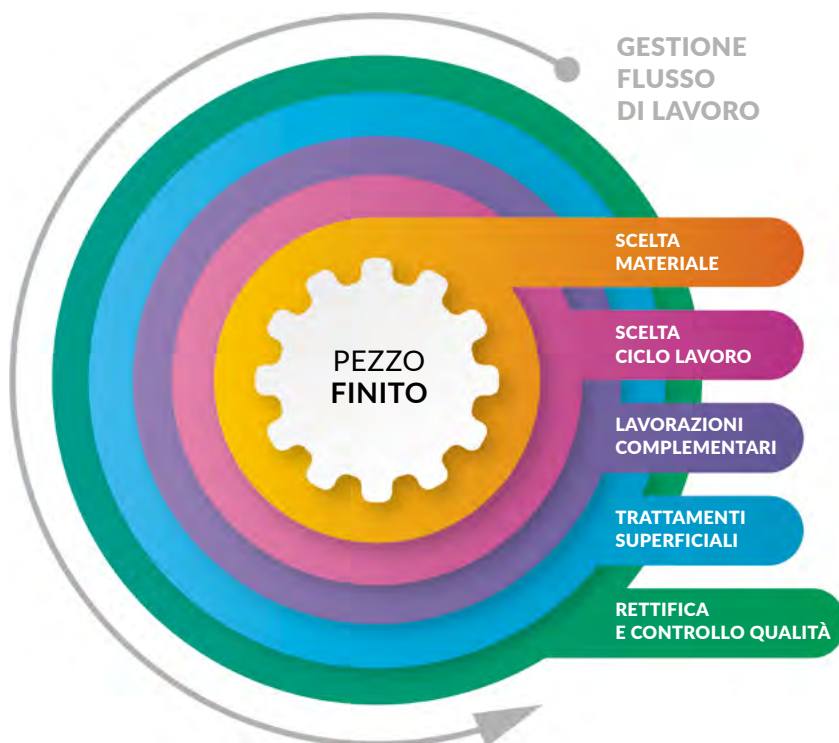 GESTIONE
FLUSSO
DI LAVORO
SCELTA
MATERIALE
SCELTA
CICLO LAVORO
PEZZO
FINITO
LAVORAZIONI
COMPLEMENTARI
TRATTAMENTI
SUPERFICIALI
RETTIFICA
E CONTROLLO QUALITÀ